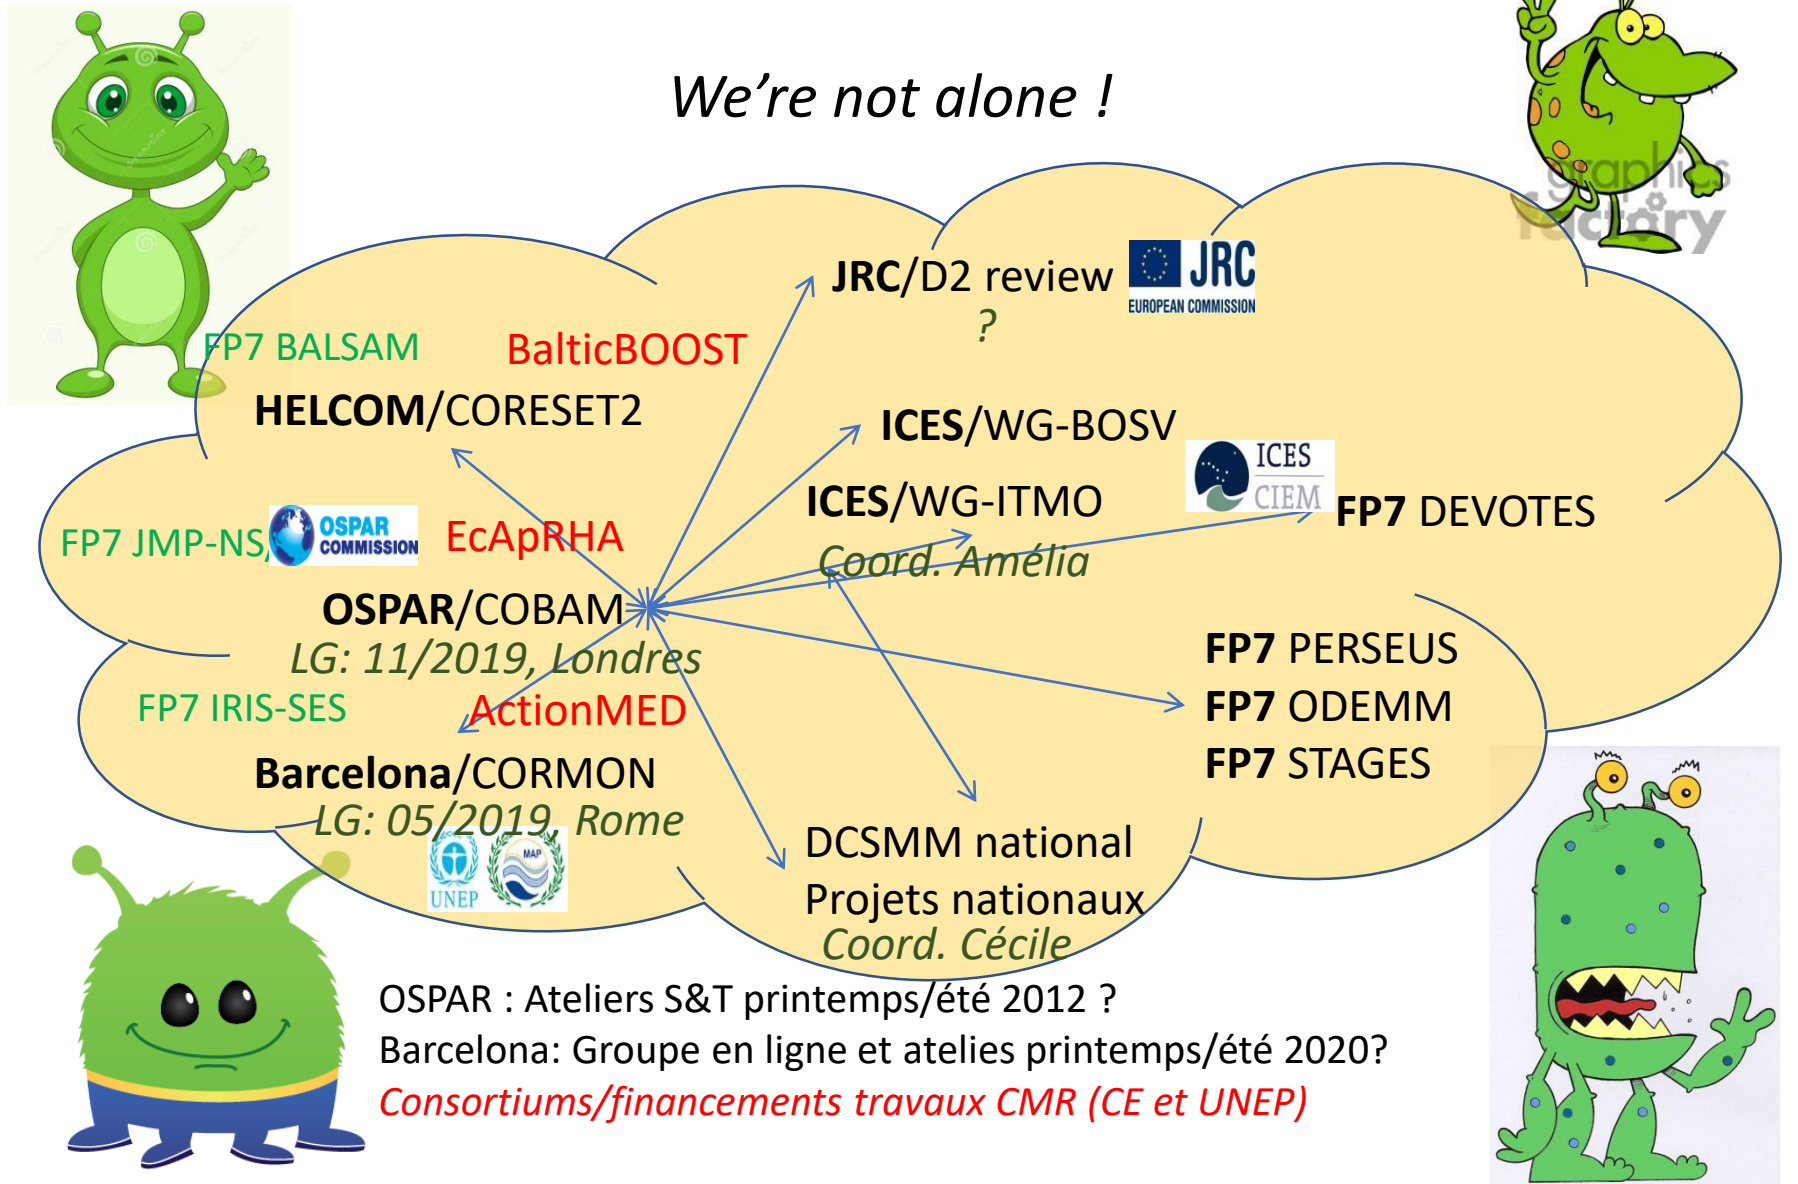 We're not alone !
graphics
factory
JRC/D2 review
JRC
EUROPEAN COMMISSION
?
FP7 BALSAM
BalticBOOST
HELCOM/CORESET2
ICES/WG-BOSV
ICES
CIEM
ICES/WG-ITMO
FP7 DEVOTES
Coord. Amélia
FP7 JMP-NS/
OSPAR
COMMISSION
EcApRHA
OSPAR/COBAM
LG: 11/2019, Londres
FP7 PERSEUS
FP7 ODEMM
FP7 STAGES
FP7 IRIS-SES
ActionMED
Barcelona/CORMON
LG: 05/2019, Rome
UNEP
MAP
DCSMM national
Projets nationaux
Coord. Cécile
OSPAR : Ateliers S&T printemps/été 2012 ?
Barcelona: Groupe en ligne et atelies printemps/été 2020?
Consortiums/financements travaux CMR (CE et UNEP)